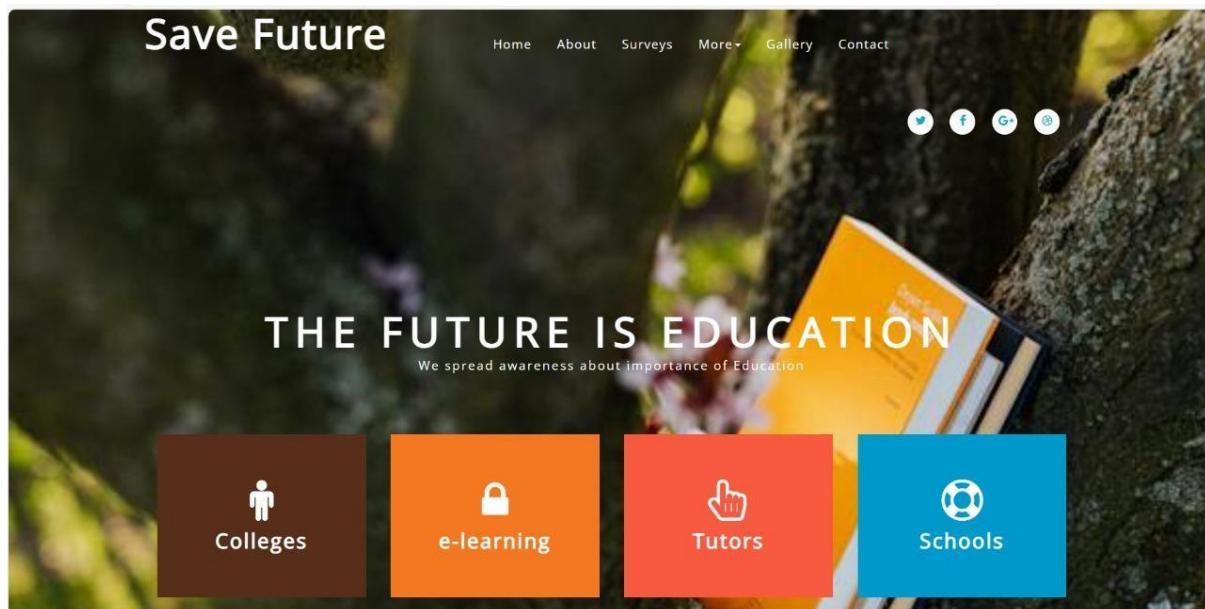 Save Future
Home About Surveys More Gallery Contact
THE FUTURE IS EDUCATION
We spread awareness about importance of Education
Colleges e-learning Tutors Schools